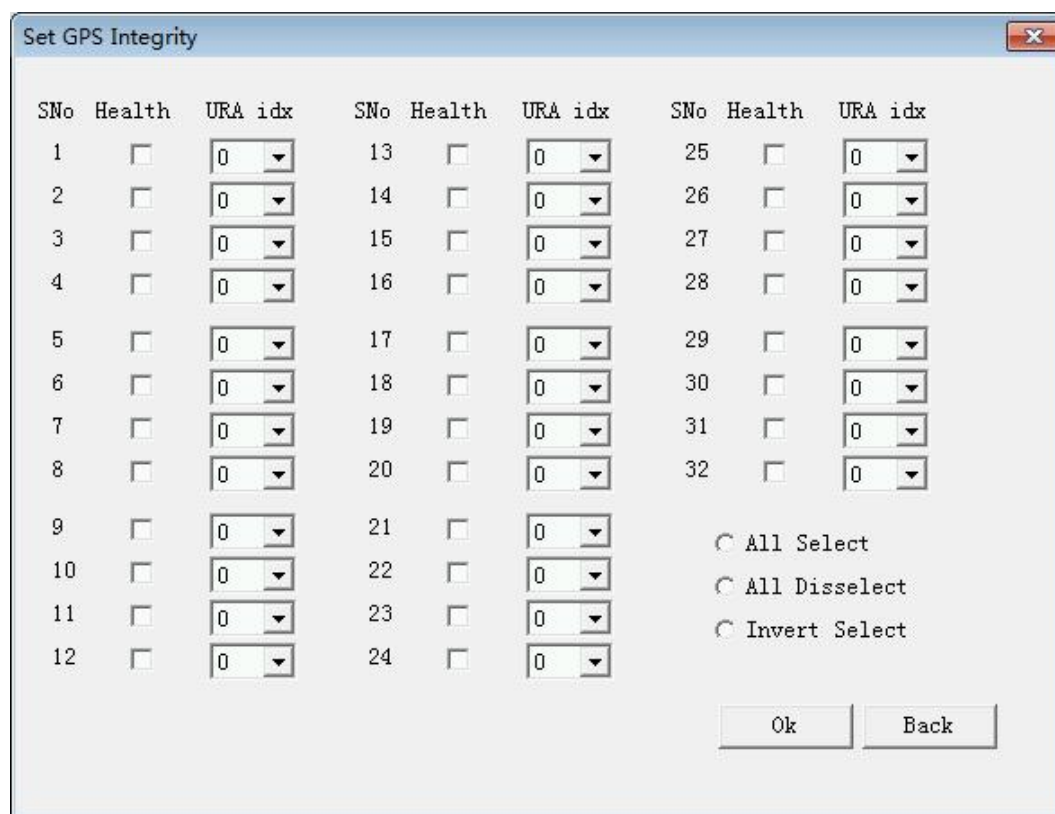 Set GPS Integrity
SNo Health URA idx SNo Health URA idx SNo Health URA idx
1 0 13 0 25 0
2 0 14 0 26 0
3 0 15 0 27 0
4 0 16 0 28 0
5 0 17 0 29 0
6 0 18 0 30 0
7 0 19 0 31 0
8 0 20 0 32 0
9 0 21 0
10 0 22 0
11 0 23 0
12 0 24 0
All Select
All Disselect
Invert Select
Ok Back